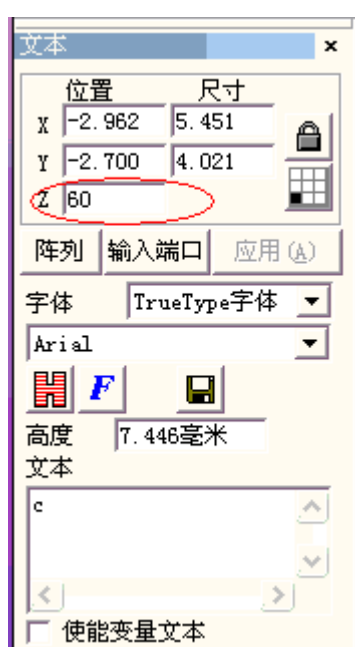 文本 ×
位置 尺寸
X -2.962 5.451
Y -2.700 4.021
Z 60
阵列 输入端口 应用(A)
字体 TrueType字体
Arial
F
高度 7.446毫米
文本
c
使能变量文本